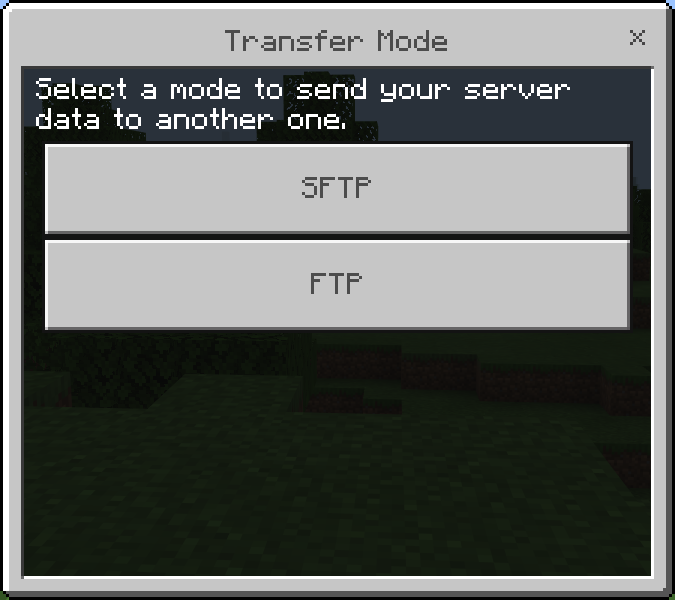 Transfer Mode
Select a mode to send your server
data to another one.
SFTP
FTP